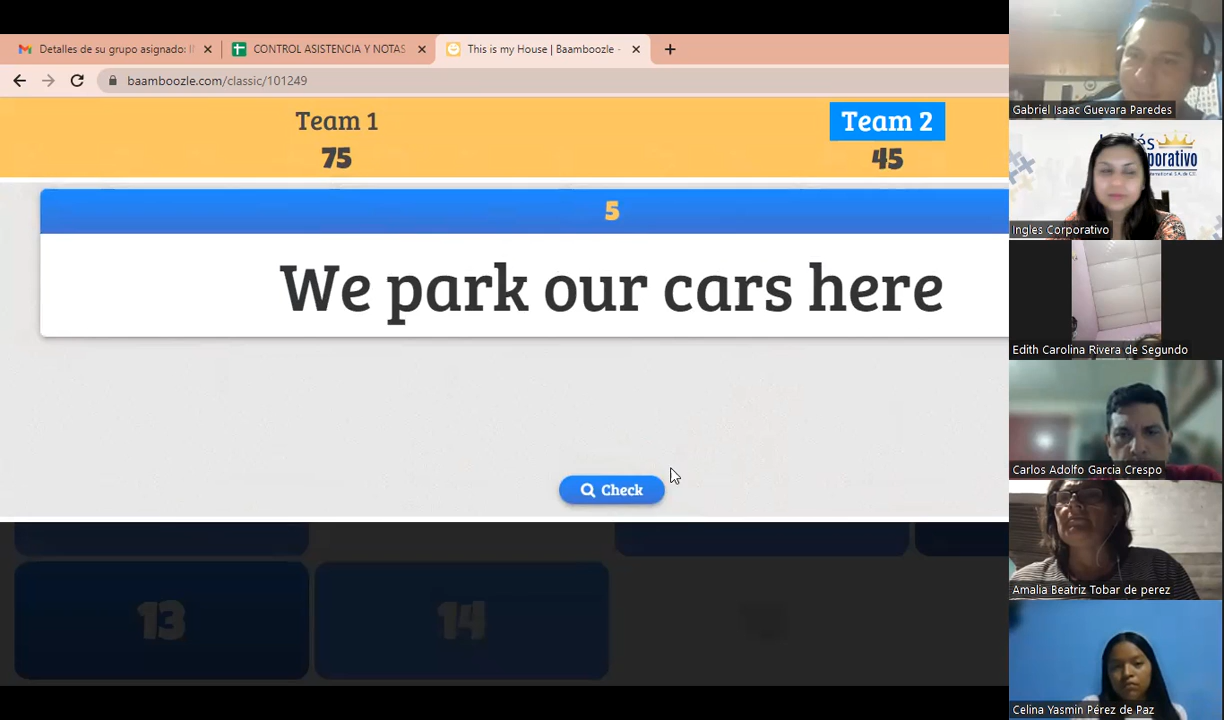 Detalles de su grupo asignado: I
CONTROL ASISTENCIA Y NOTAS
This is my House | Baamboozle -
baamboozle.com/classic/101249
Team 1
75
Team 2
45
5
We park our cars here
Check
13
14
Gabriel Isaac Guevara Paredes
Ingles Corporativo
Edith Carolina Rivera de Segundo
Carlos Adolfo Garcia Crespo
Amalia Beatriz Tobar de perez
Celina Yasmin Pérez de Paz